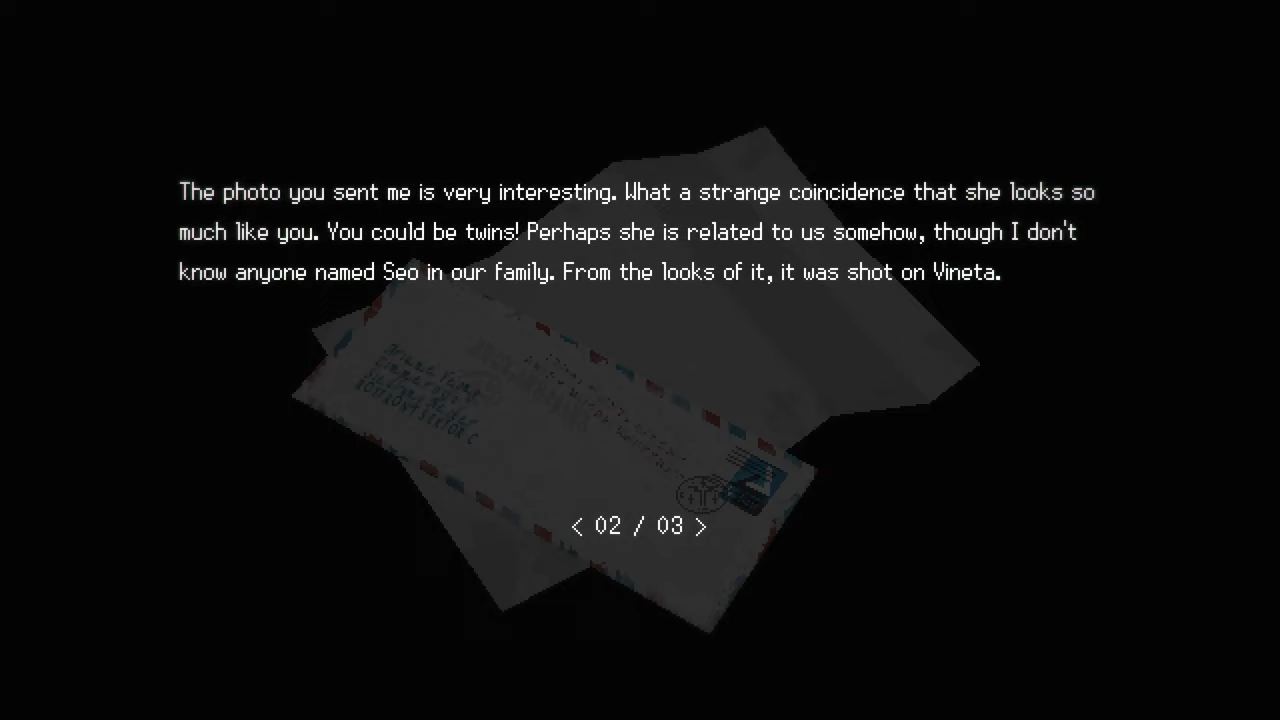 The photo you sent me is very interesting. What a strange coincidence that she looks so
much like you. You could be twins! Perhaps she is related to us somehow, though I don't
know anyone named Seo in our family. From the looks of it, it was shot on Vineta.
ROTFRONT SEKTOR C
< 02 / 03 >